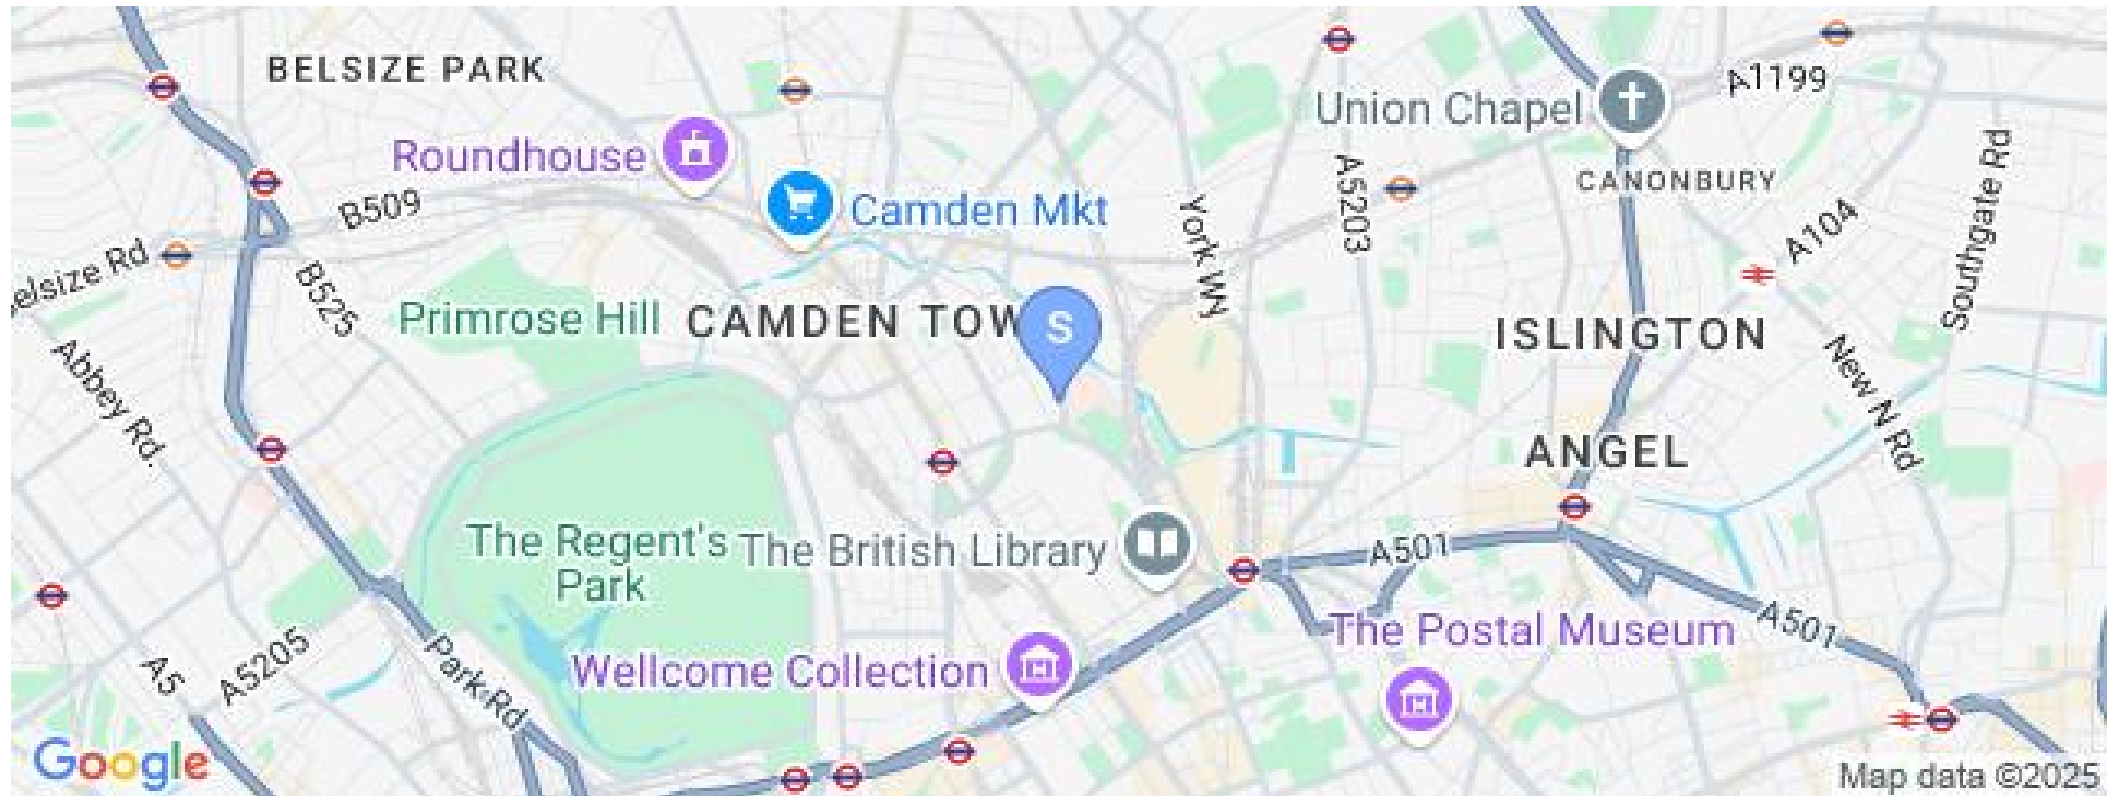 BELSIZE PARK
Union Chapel
A1199
Roundhouse
B509
Camden Mkt
York Wy
A5203
CANONBURY
A104
Southgate Rd
elsize Rd
B525
Primrose Hill
CAMDEN TOW
S
ISLINGTON
Abbey Rd.
New N Rd
ANGEL
The Regent's
Park
The British Library
A501
The Postal Museum
A501
A5
A5205
Park Rd
Wellcome Collection
Google
Map data ©2025